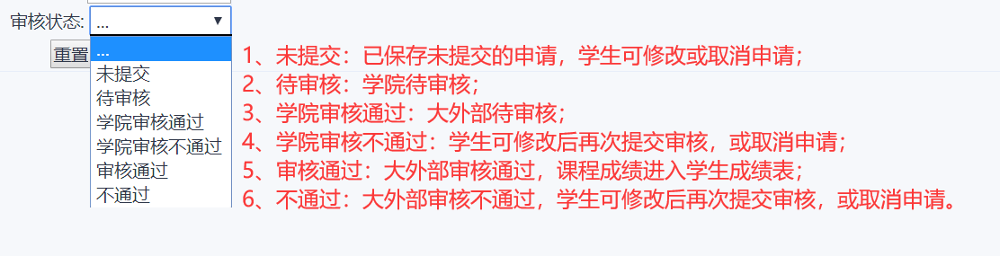 审核状态: ...
...
重置
未提交
待审核
学院审核通过
学院审核不通过
审核通过
不通过
1、未提交：已保存未提交的申请，学生可修改或取消申请；
2、待审核：学院待审核；
3、学院审核通过：大外部待审核；
4、学院审核不通过：学生可修改后再次提交审核，或取消申请；
5、审核通过：大外部审核通过，课程成绩进入学生成绩表；
6、不通过：大外部审核不通过，学生可修改后再次提交审核，或取消申请。